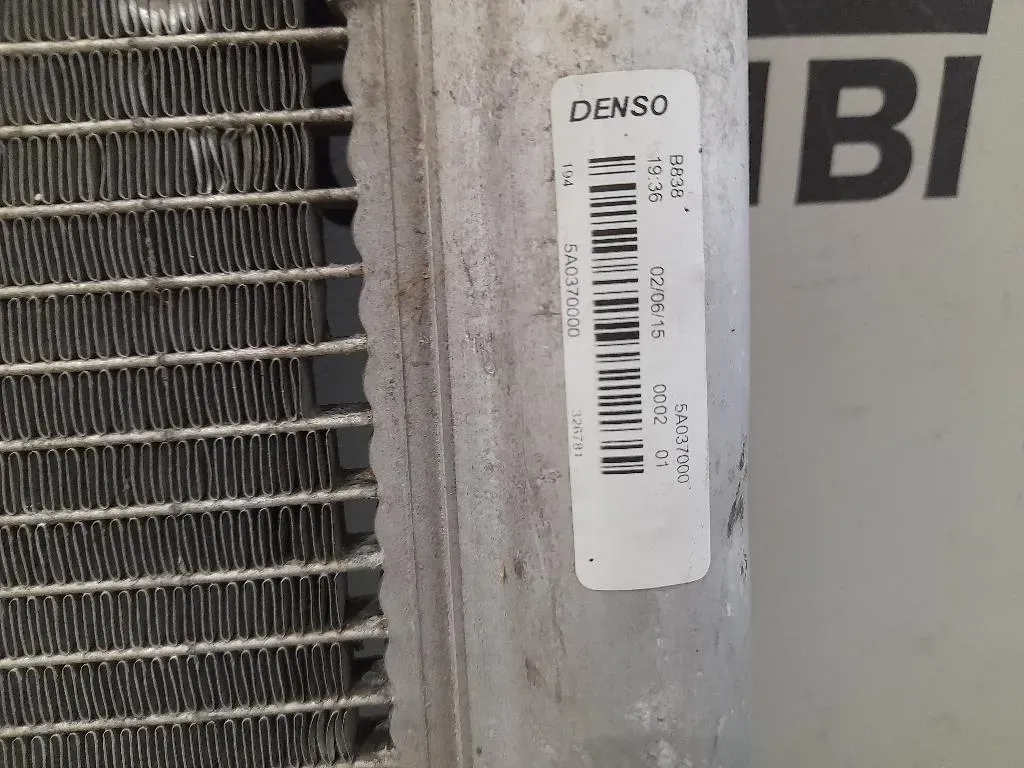 DENSO
B838 5A037000
19:36 02/06/15 0002 01
194 5A0370000 326781
IBI